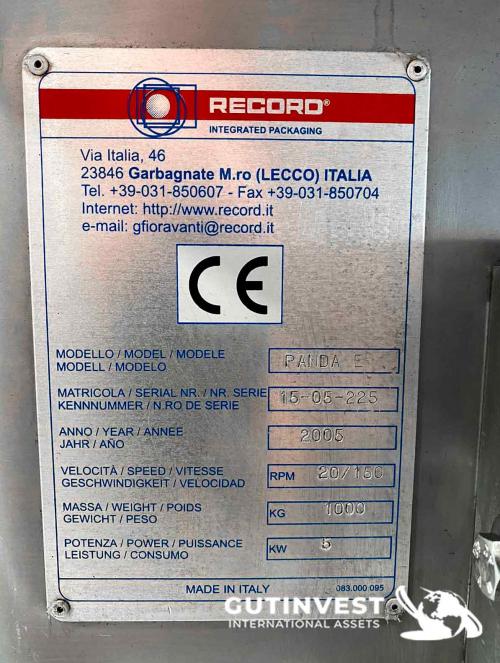 RECORD®
INTEGRATED PACKAGING
Via Italia, 46
23846 Garbagnate M.ro (LECCO) ITALIA
Tel. +39-031-850607 - Fax +39-031-850704
Internet: http://www.record.it
e-mail: gfioravanti@record.it
CE
MODELLO / MODEL / MODELE
MODELL / MODELO
PANDA E
MATRICOLA / SERIAL NR. / NR. SERIE
KENNNUMMER / N.RO DE SERIE
15-05-225
ANNO / YEAR / ANNEE
JAHR / AÑO
2005
VELOCITÀ / SPEED / VITESSE
GESCHWINDIGKEIT / VELOCIDAD
RPM 20/150
MASSA / WEIGHT / POIDS
GEWICHT / PESO
KG 1000
POTENZA / POWER / PUISSANCE
LEISTUNG / CONSUMO
KW 5
MADE IN ITALY 083.000.095
GUTINVEST
INTERNATIONAL ASSETS